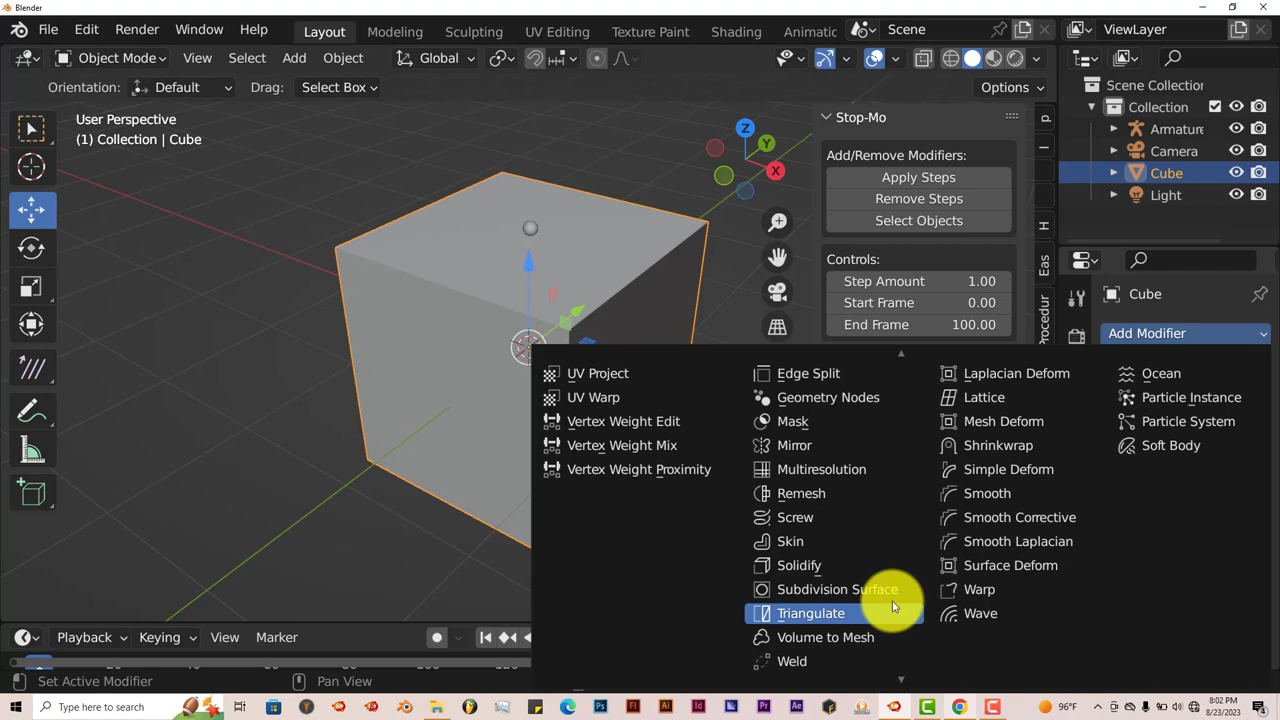 Blender
File Edit Render Window Help Layout Modeling Sculpting UV Editing Texture Paint Shading Animatic Scene ViewLayer
Object Mode View Select Add Object Global
Orientation: Default Drag: Select Box Options
User Perspective
(1) Collection | Cube
Z
Y
X
Stop-Mo
Add/Remove Modifiers:
Apply Steps
Remove Steps
Select Objects
Controls:
Step Amount 1.00
Start Frame 0.00
End Frame 100.00
P
I
H
Eas
Procedur
Scene Collection
Collection
Armature
Camera
Cube
Light
Cube
Add Modifier
UV Project
UV Warp
Vertex Weight Edit
Vertex Weight Mix
Vertex Weight Proximity
Edge Split
Geometry Nodes
Mask
Mirror
Multiresolution
Remesh
Screw
Skin
Solidify
Subdivision Surface
Triangulate
Volume to Mesh
Weld
Laplacian Deform
Lattice
Mesh Deform
Shrinkwrap
Simple Deform
Smooth
Smooth Corrective
Smooth Laplacian
Surface Deform
Warp
Wave
Ocean
Particle Instance
Particle System
Soft Body
Playback Keying View Marker
Set Active Modifier Pan View
Type here to search
96°F
8:02 PM
8/23/2023